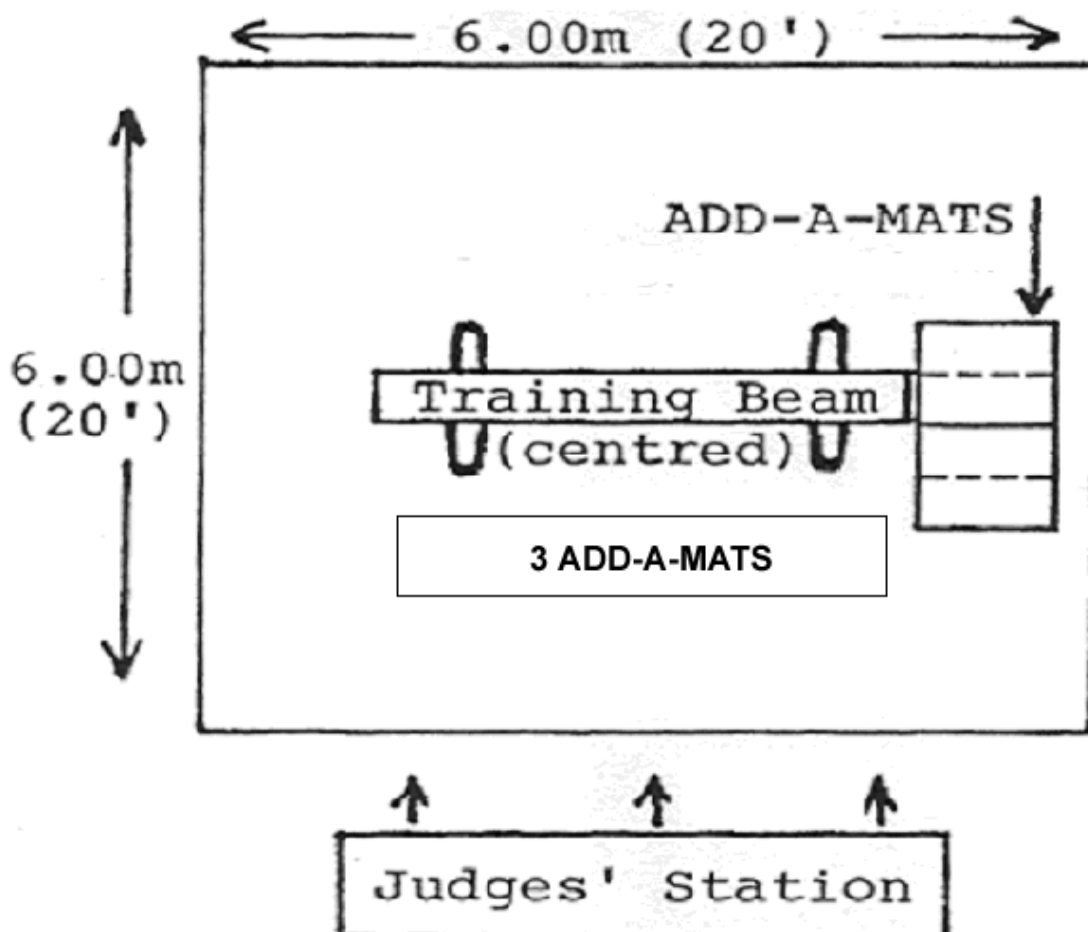 6.00m (20')
ADD-A-MATS
6.00m
(20')
Training Beam
(centred)
3 ADD-A-MATS
Judges' Station